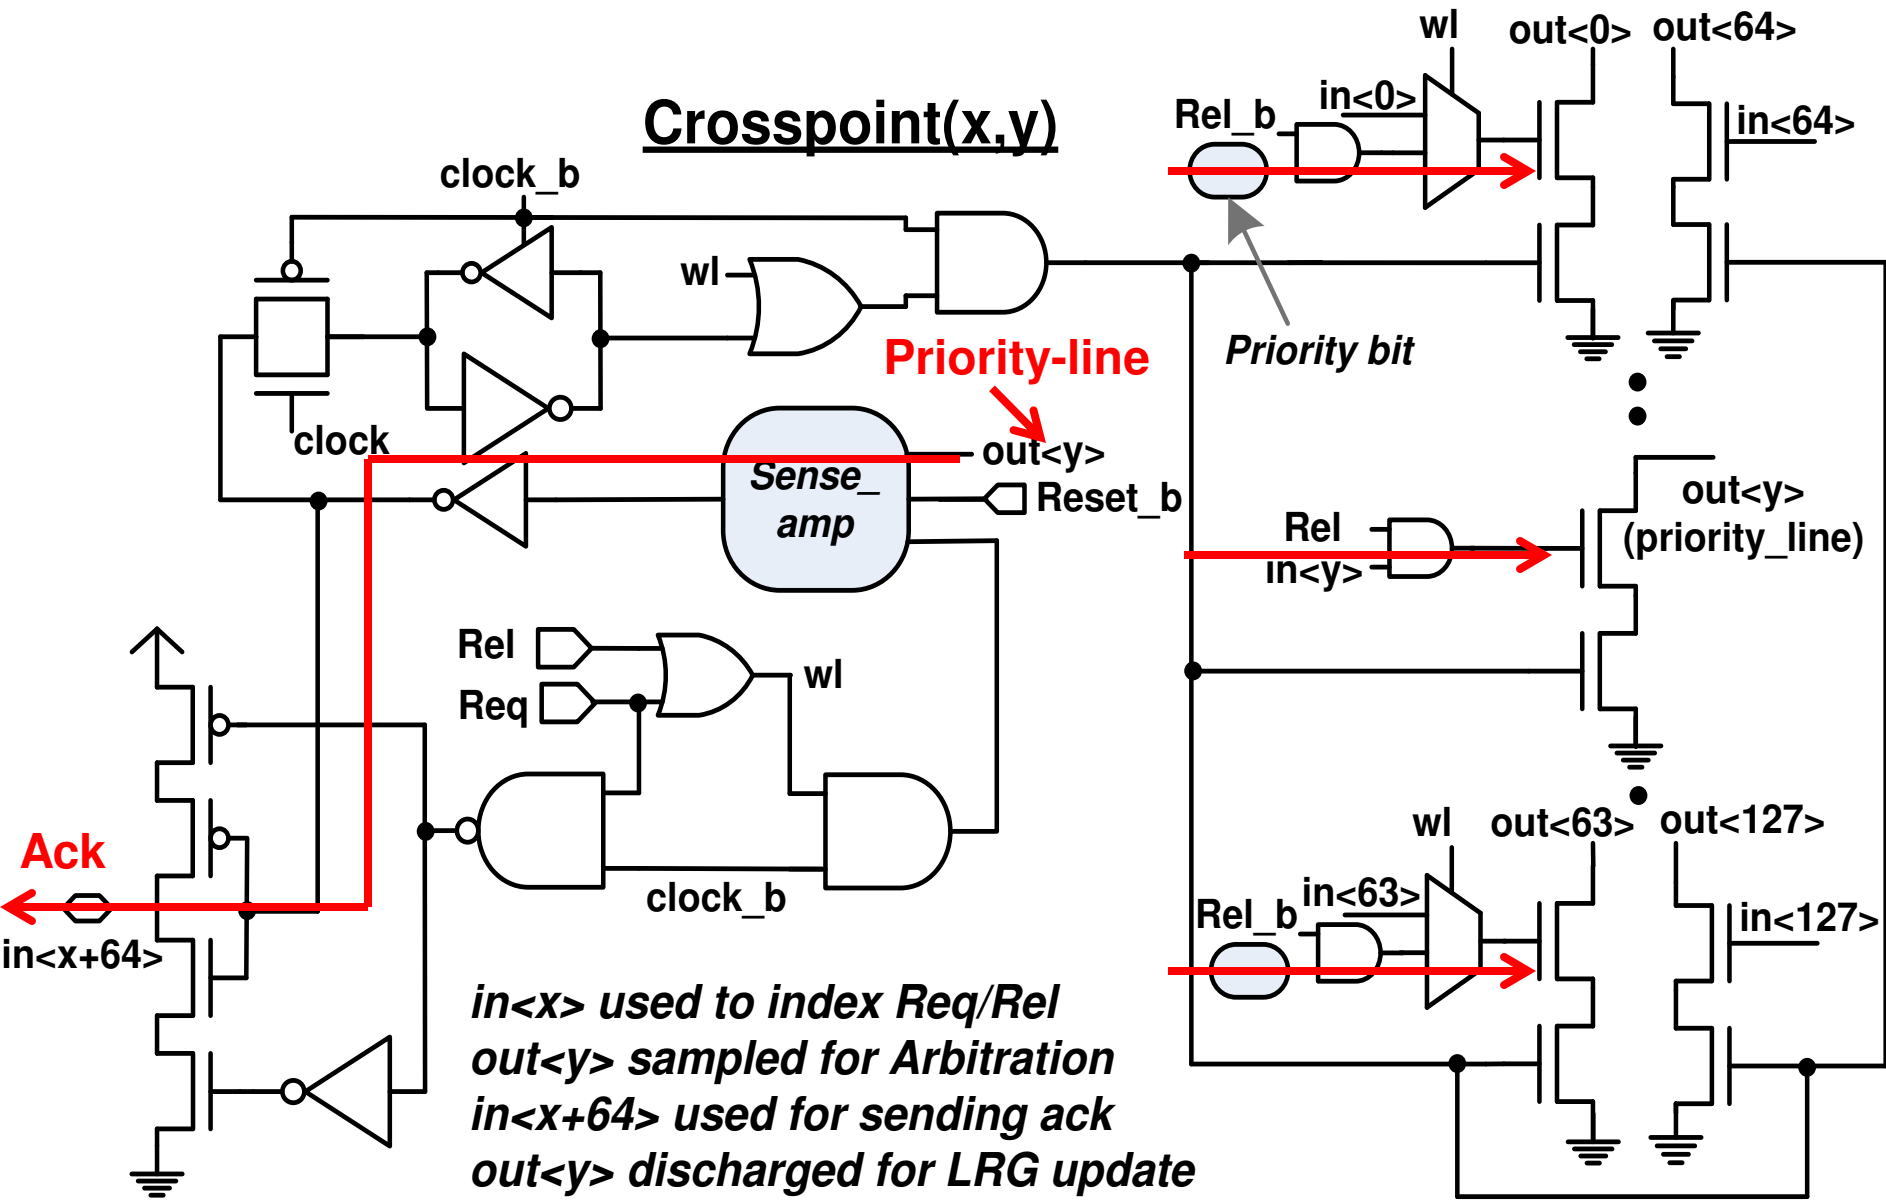 wl
out<0>
out<64>
Crosspoint(x,y)
Rel_b
in<0>
in<64>
clock_b
wl
Priority-line
Priority bit
clock
out<y>
Sense_
amp
Reset_b
out<y>
(priority_line)
Rel
in<y>
Rel
Req
wl
wl
out<63>
out<127>
Ack
clock_b
Rel_b
in<63>
in<127>
in<x+64>
in<x> used to index Req/Rel
out<y> sampled for Arbitration
in<x+64> used for sending ack
out<y> discharged for LRG update